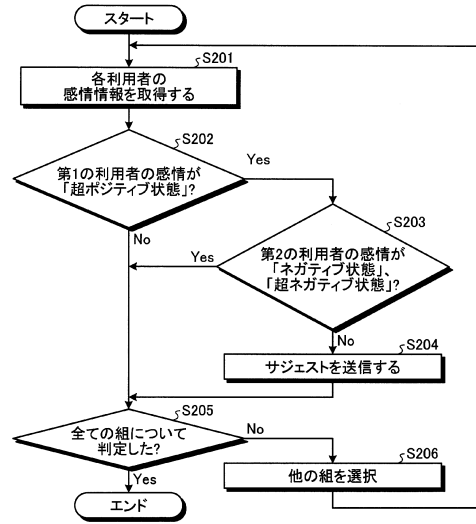 スタート
S201
各利用者の
感情情報を取得する
S202
第1の利用者の感情が
「超ポジティブ状態」?
Yes
No
S203
第2の利用者の感情が
「ネガティブ状態」、
「超ネガティブ状態」?
Yes
No
S204
サジェストを送信する
S205
全ての組について
判定した?
No
Yes
S206
他の組を選択
エンド